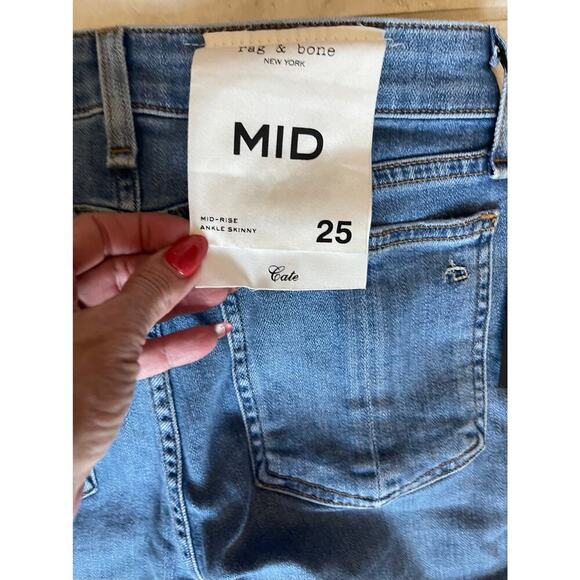 rag & bone
NEW YORK
MID
MID-RISE
ANKLE SKINNY
25
Cate